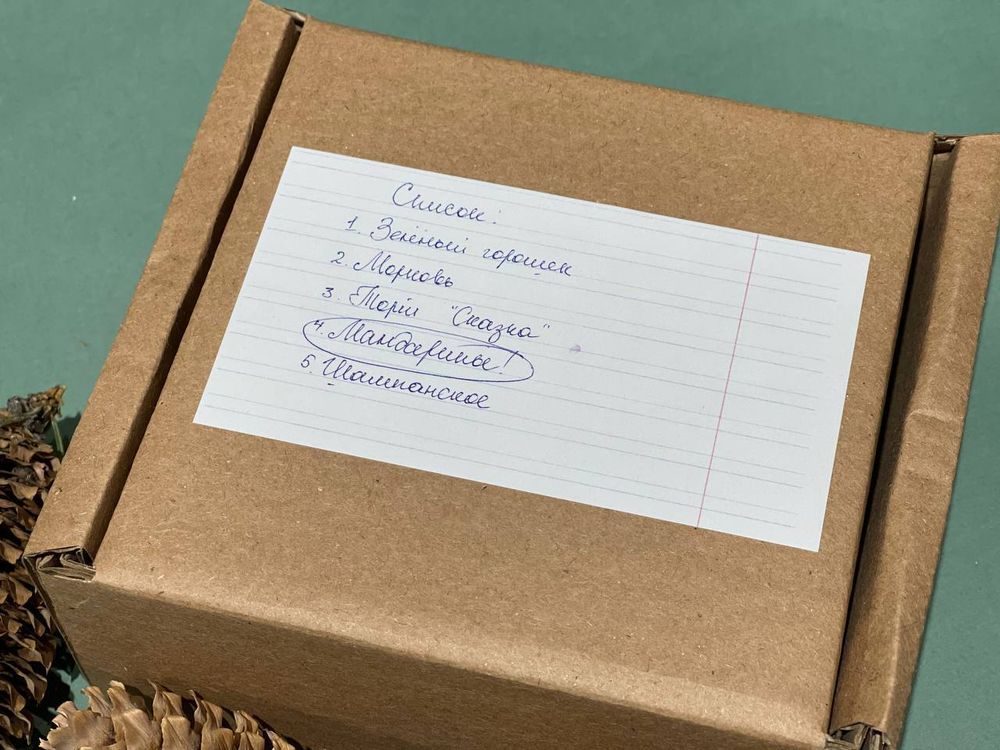 Список:
1. Зелёный горошек
2. Морковь
3. Торт "Сказка"
4. Мандарины!
5. Шампанское